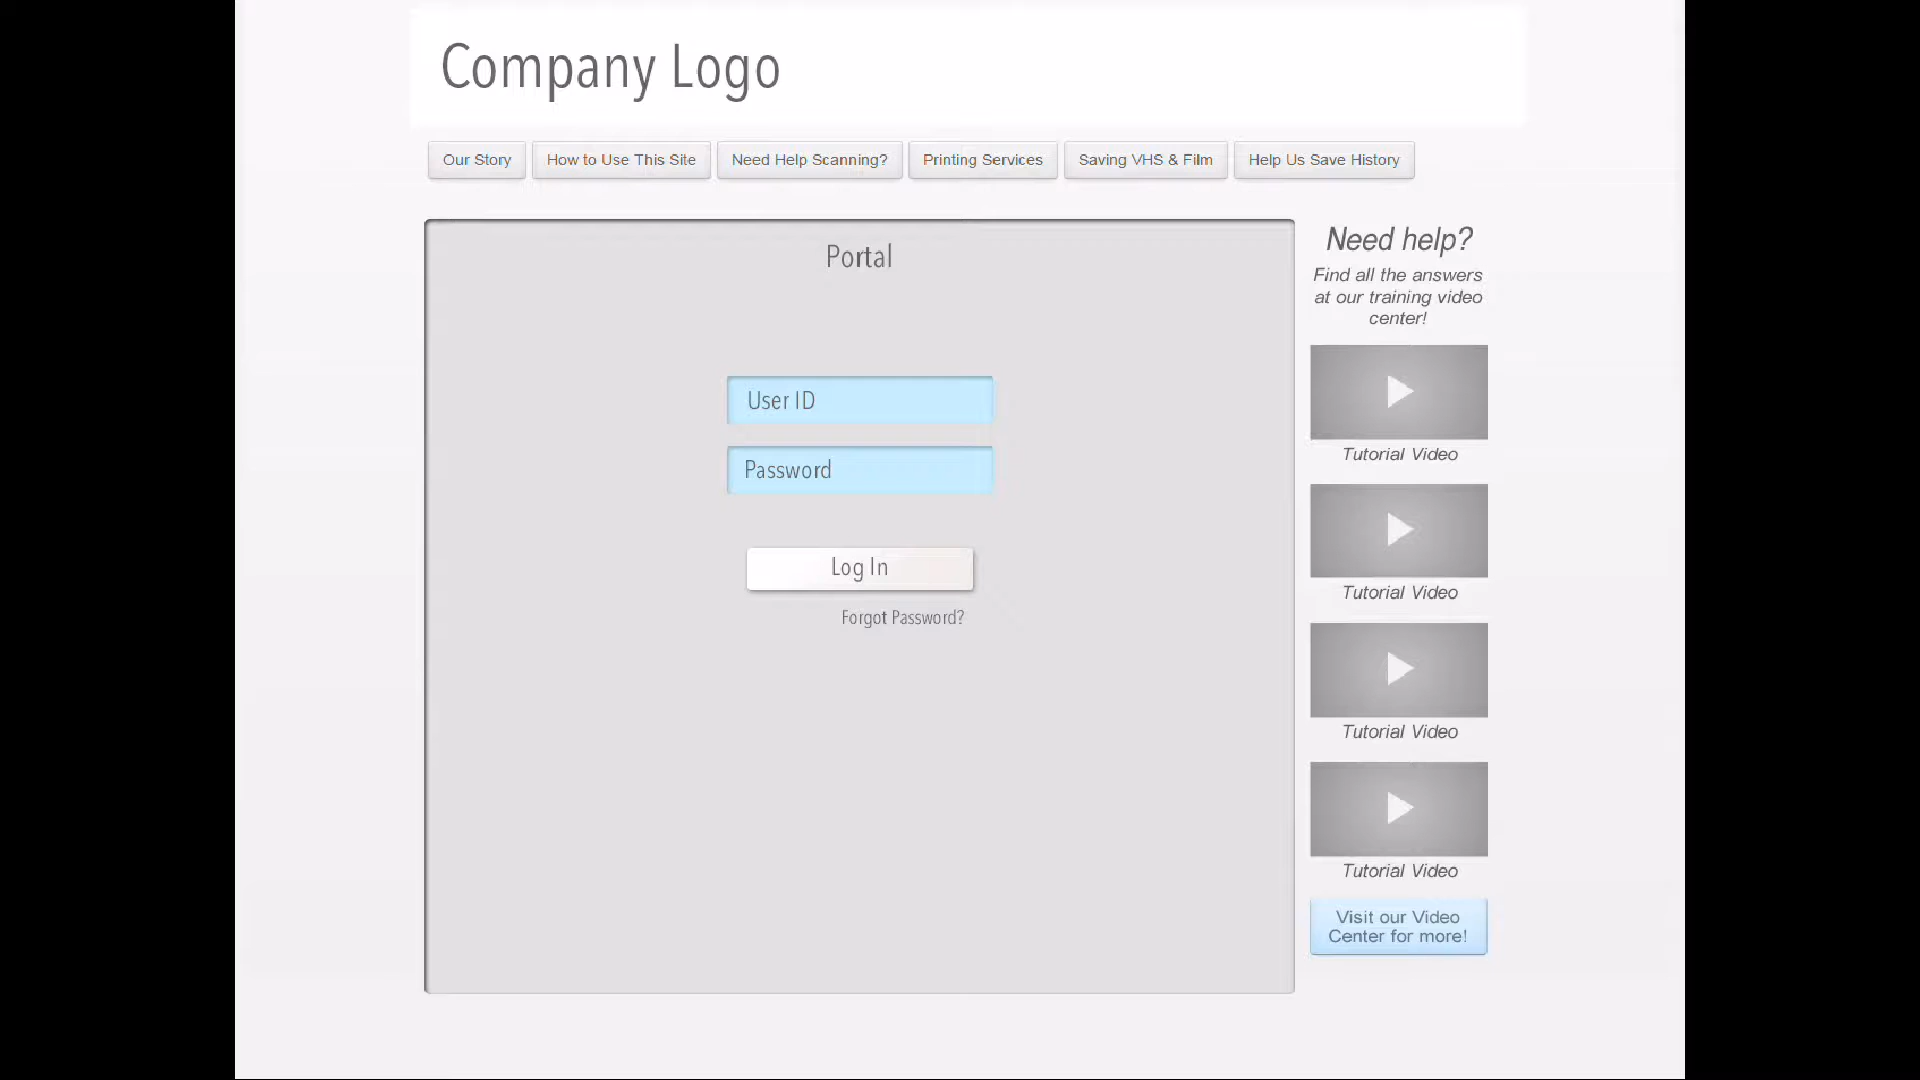 Company Logo
Our Story
How to Use This Site
Need Help Scanning?
Printing Services
Saving VHS & Film
Help Us Save History
Portal
User ID
Password
Log In
Forgot Password?
Need help?
Find all the answers
at our training video
center!
Tutorial Video
Tutorial Video
Tutorial Video
Tutorial Video
Visit our Video
Center for more!